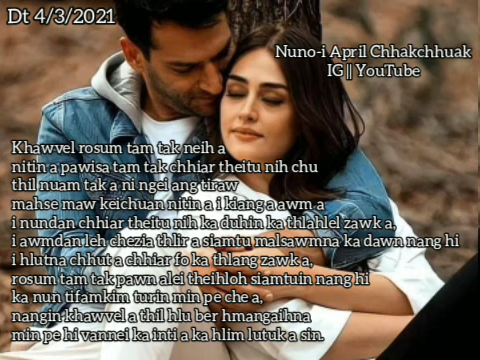 Dt 4/3/2021
Nuno-i April Chhakchhuak
IG || YouTube
Khawvel rosum tam tak neih a
nitin a pawisa tam tak chhiar theitu nih chu
thil nuam tak a ni ngei ang tiraw
mahse maw keichuan nitin a i kiang a awm a
i nundan chhiar theitu nih ka duhin ka thlahlel zawk a,
i awmdan leh chezia thlir a siamtu malsawmna ka dawn nang hi
i hlutna chhut a chhiar fo ka thlang zawk a,
rosum tam tak pawn alei theihloh siamtuin nang hi
ka nun tifamkim turin min pe che a,
nangin khawvel a thil hlu ber hmangaihna
min pe hi vannei ka inti a ka hlim lutuk a sin.